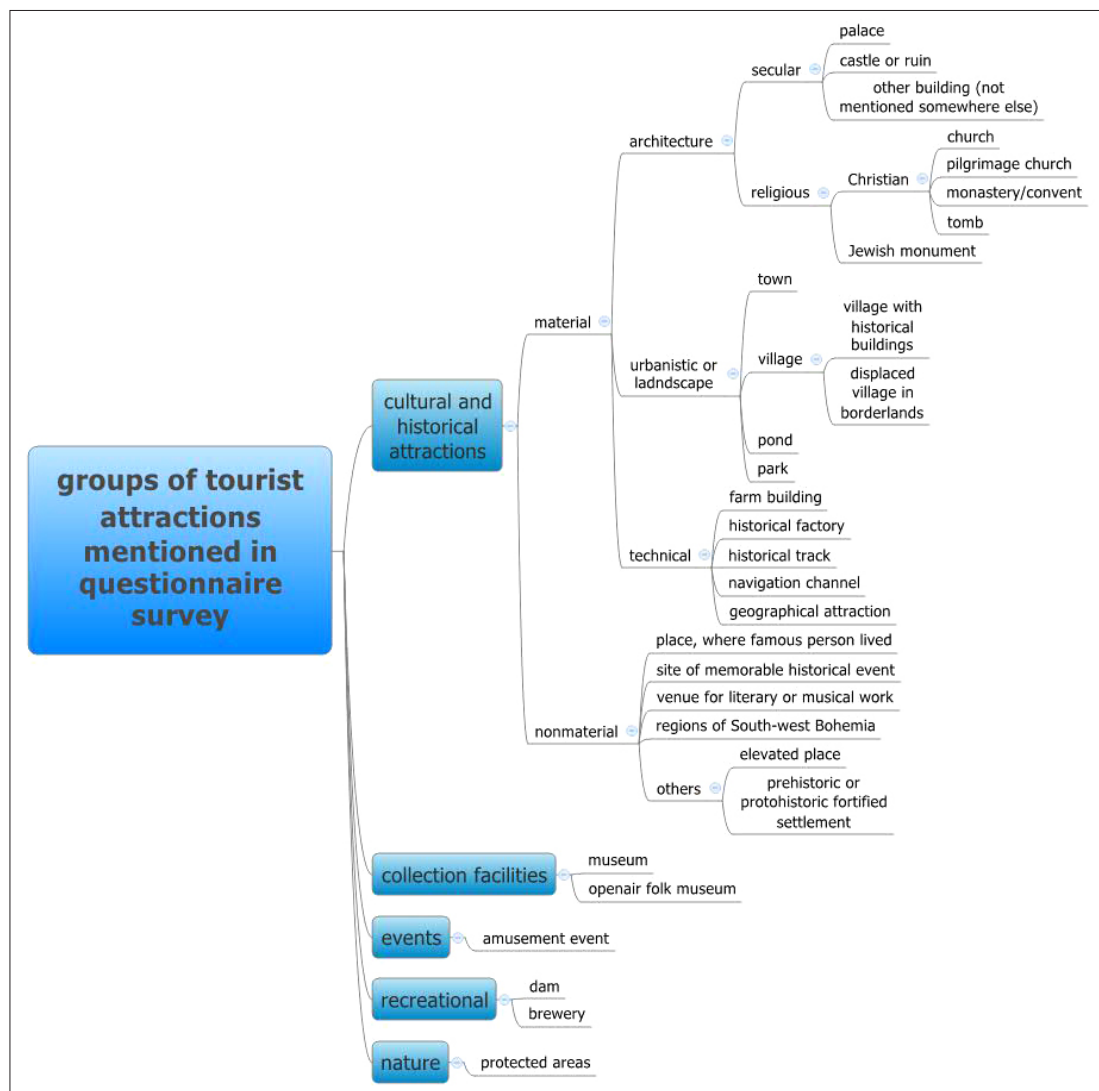 groups of tourist
attractions
mentioned in
questionnaire
survey
cultural and
historical
attractions
material
architecture
secular
palace
castle or ruin
other building (not
mentioned somewhere else)
religious
Christian
church
pilgrimage church
monastery/convent
tomb
Jewish monument
urbanistic or
ladndscape
town
village
village with
historical
buildings
displaced
village in
borderlands
pond
park
technical
farm building
historical factory
historical track
navigation channel
geographical attraction
nonmaterial
place, where famous person lived
site of memorable historical event
venue for literary or musical work
regions of South-west Bohemia
others
elevated place
prehistoric or
protohistoric fortified
settlement
collection facilities
museum
openair folk museum
events
amusement event
recreational
dam
brewery
nature
protected areas